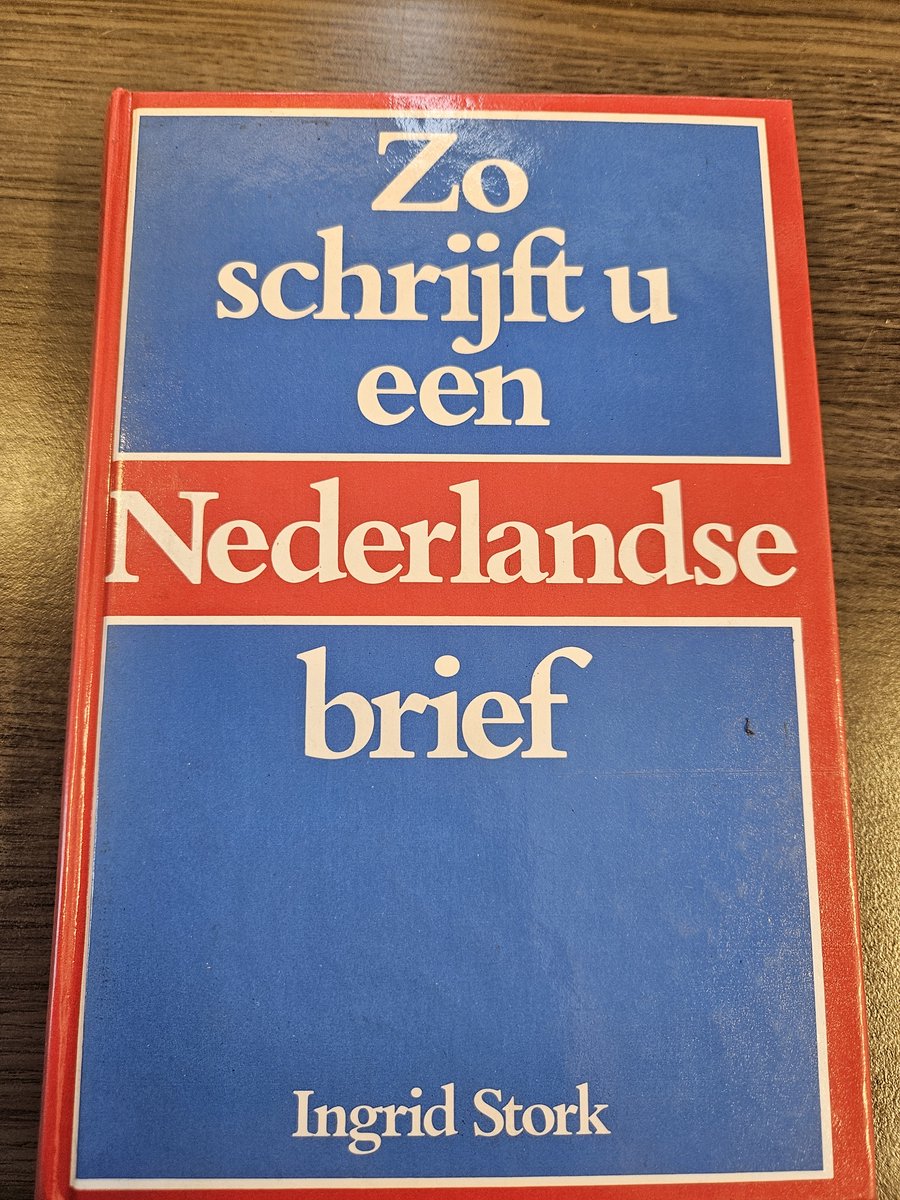 Zo
schrijft u
een
Nederlandse
brief
Ingrid Stork